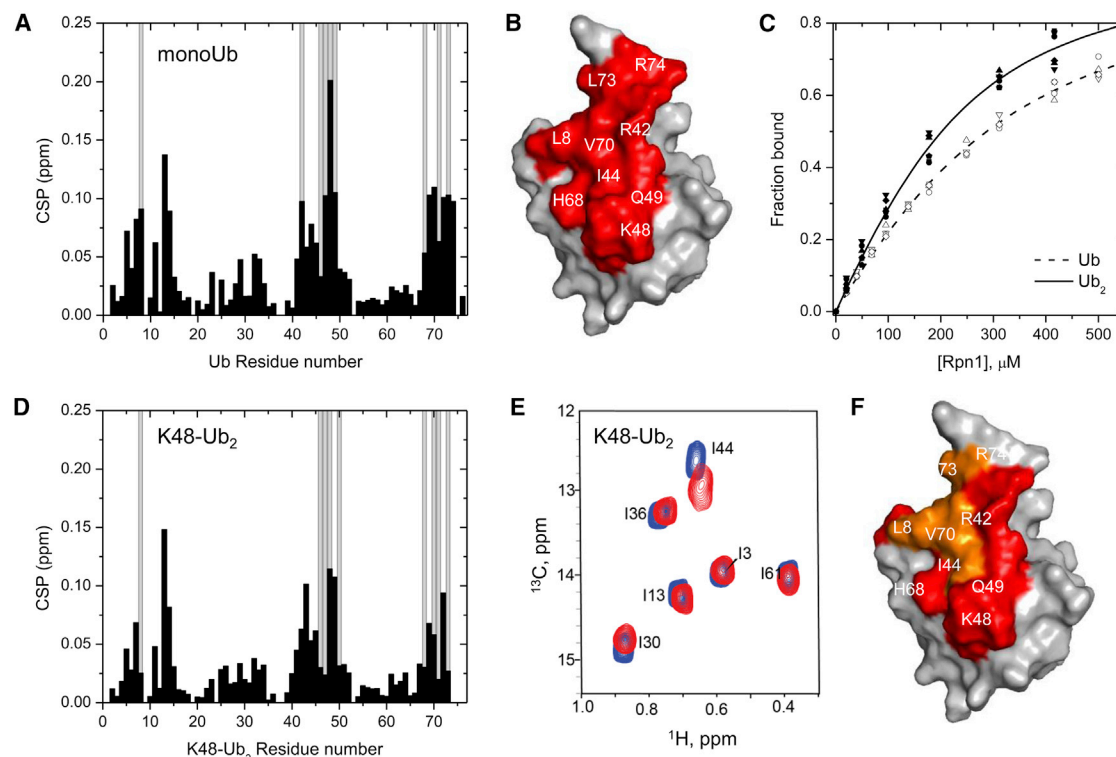 A
monoUb
CSP (ppm)
0.25
0.20
0.15
0.10
0.05
0.00
0 10 20 30 40 50 60 70
Ub Residue number
B
R74
L73
L8
V70
R42
I44
H68
Q49
K48
C
Fraction bound
0.8
0.6
0.4
0.2
0.0
0 100 200 300 400 500
[Rpn1], μM
Ub
Ub₂
D
K48-Ub₂
CSP (ppm)
0.25
0.20
0.15
0.10
0.05
0.00
0 10 20 30 40 50 60 70
K48-Ub₂ Residue number
E
K48-Ub₂
12
13
14
15
¹³C, ppm
I44
I36
I3
I61
I13
I30
1.0 0.8 0.6 0.4
¹H, ppm
F
R74
73
L8
R42
V70
I44
H68
Q49
K48